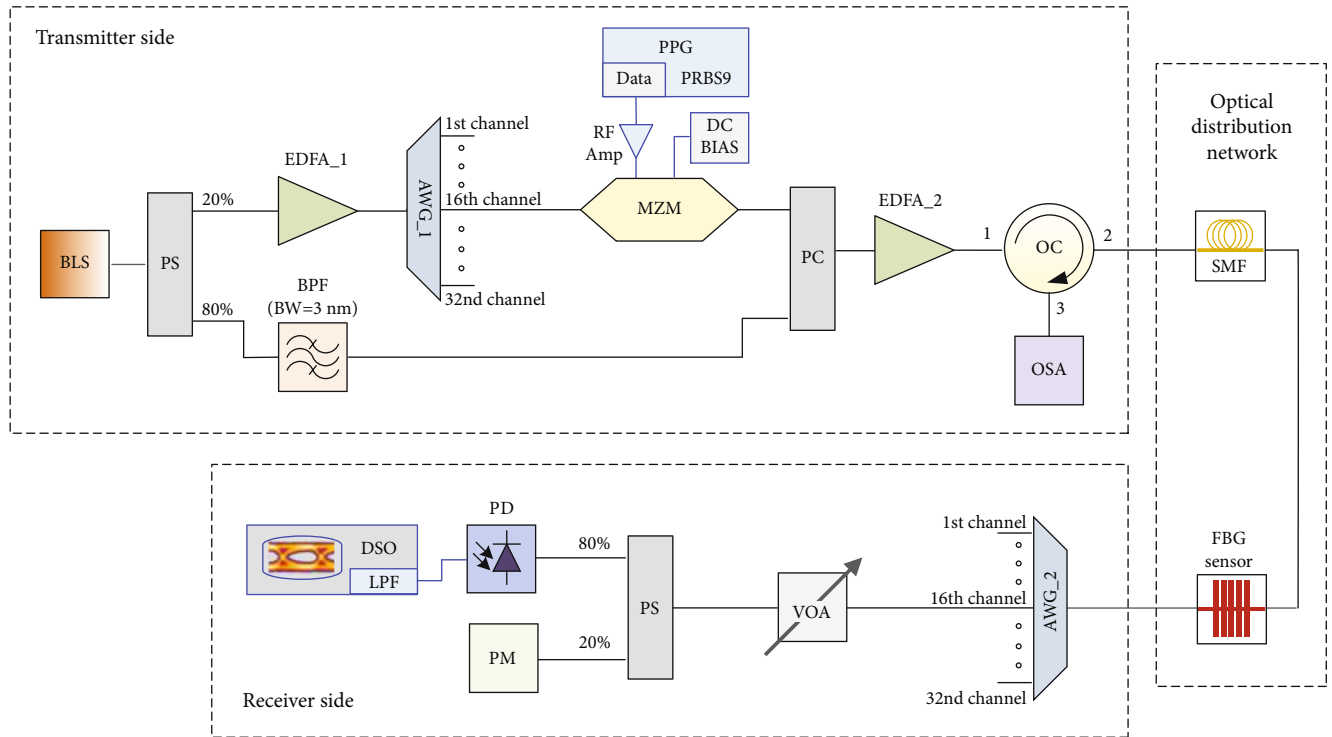 Transmitter side
PPG
Data
PRBS9
RF
Amp
DC
BIAS
1st channel
EDFA_1
20%
AWG_1
16th channel
MZM
EDFA_2
BLS
PS
PC
1
OC
2
3
80%
BPF
(BW=3 nm)
32nd channel
OSA
Optical
distribution
network
SMF
FBG
sensor
Receiver side
PD
DSO
LPF
80%
PS
20%
PM
VOA
1st channel
16th channel
32nd channel
AWG_2